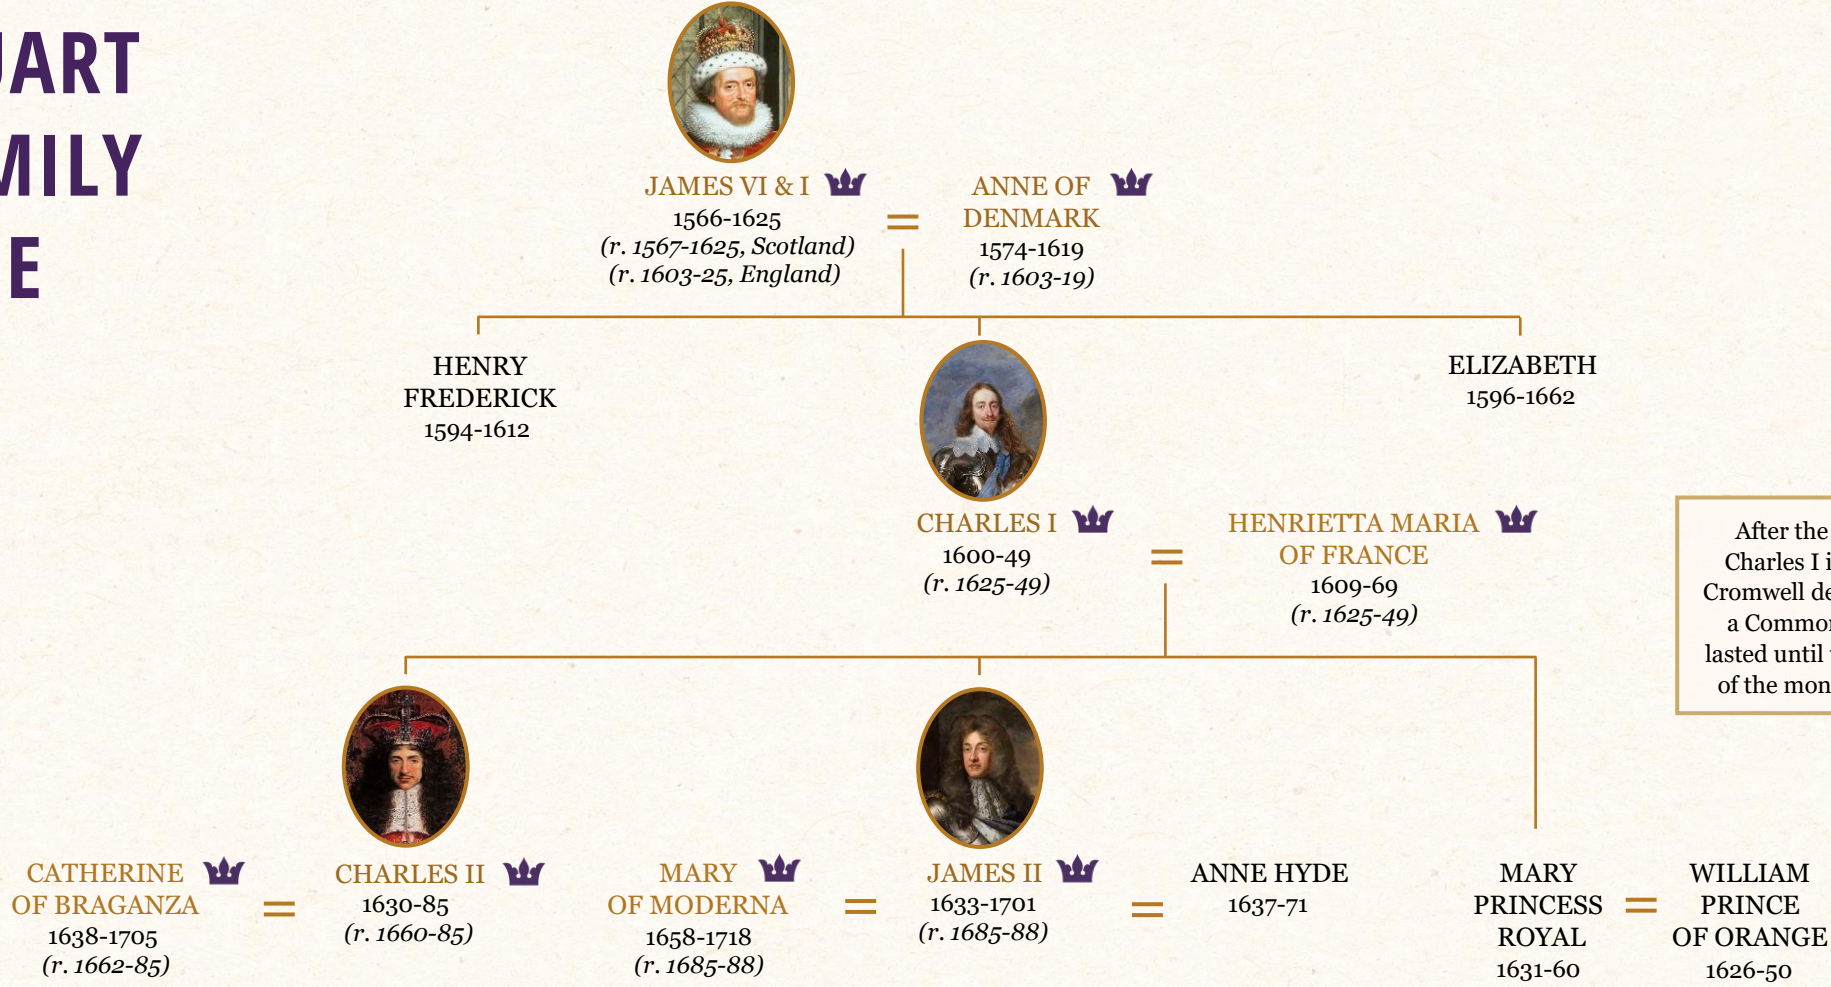 UART
MILY
E
JAMES VI & I
1566-1625
(r. 1567-1625, Scotland)
(r. 1603-25, England)
=
ANNE OF
DENMARK
1574-1619
(r. 1603-19)
HENRY
FREDERICK
1594-1612
ELIZABETH
1596-1662
CHARLES I
1600-49
(r. 1625-49)
=
HENRIETTA MARIA
OF FRANCE
1609-69
(r. 1625-49)
After the
Charles I i
Cromwell de
a Common
lasted until
of the mon
CATHERINE
OF BRAGANZA
1638-1705
(r. 1662-85)
=
CHARLES II
1630-85
(r. 1660-85)
MARY
OF MODERNA
1658-1718
(r. 1685-88)
=
JAMES II
1633-1701
(r. 1685-88)
=
ANNE HYDE
1637-71
MARY
PRINCESS
ROYAL
1631-60
=
WILLIAM
PRINCE
OF ORANGE
1626-50